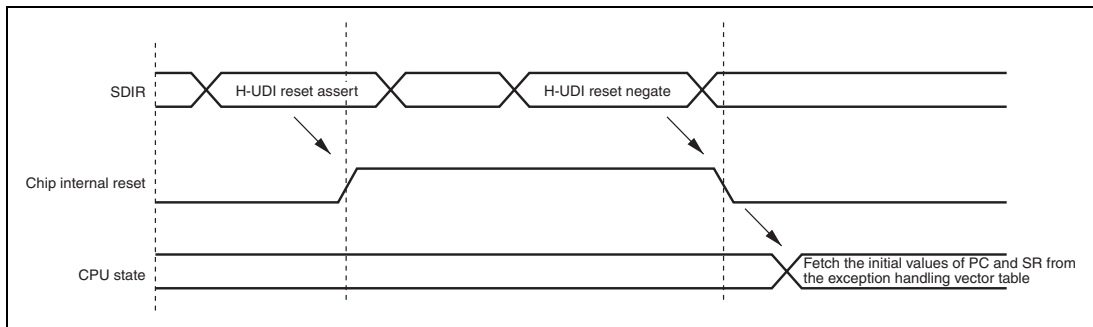 SDIR
H-UDI reset assert
H-UDI reset negate
Chip internal reset
CPU state
Fetch the initial values of PC and SR from
the exception handling vector table